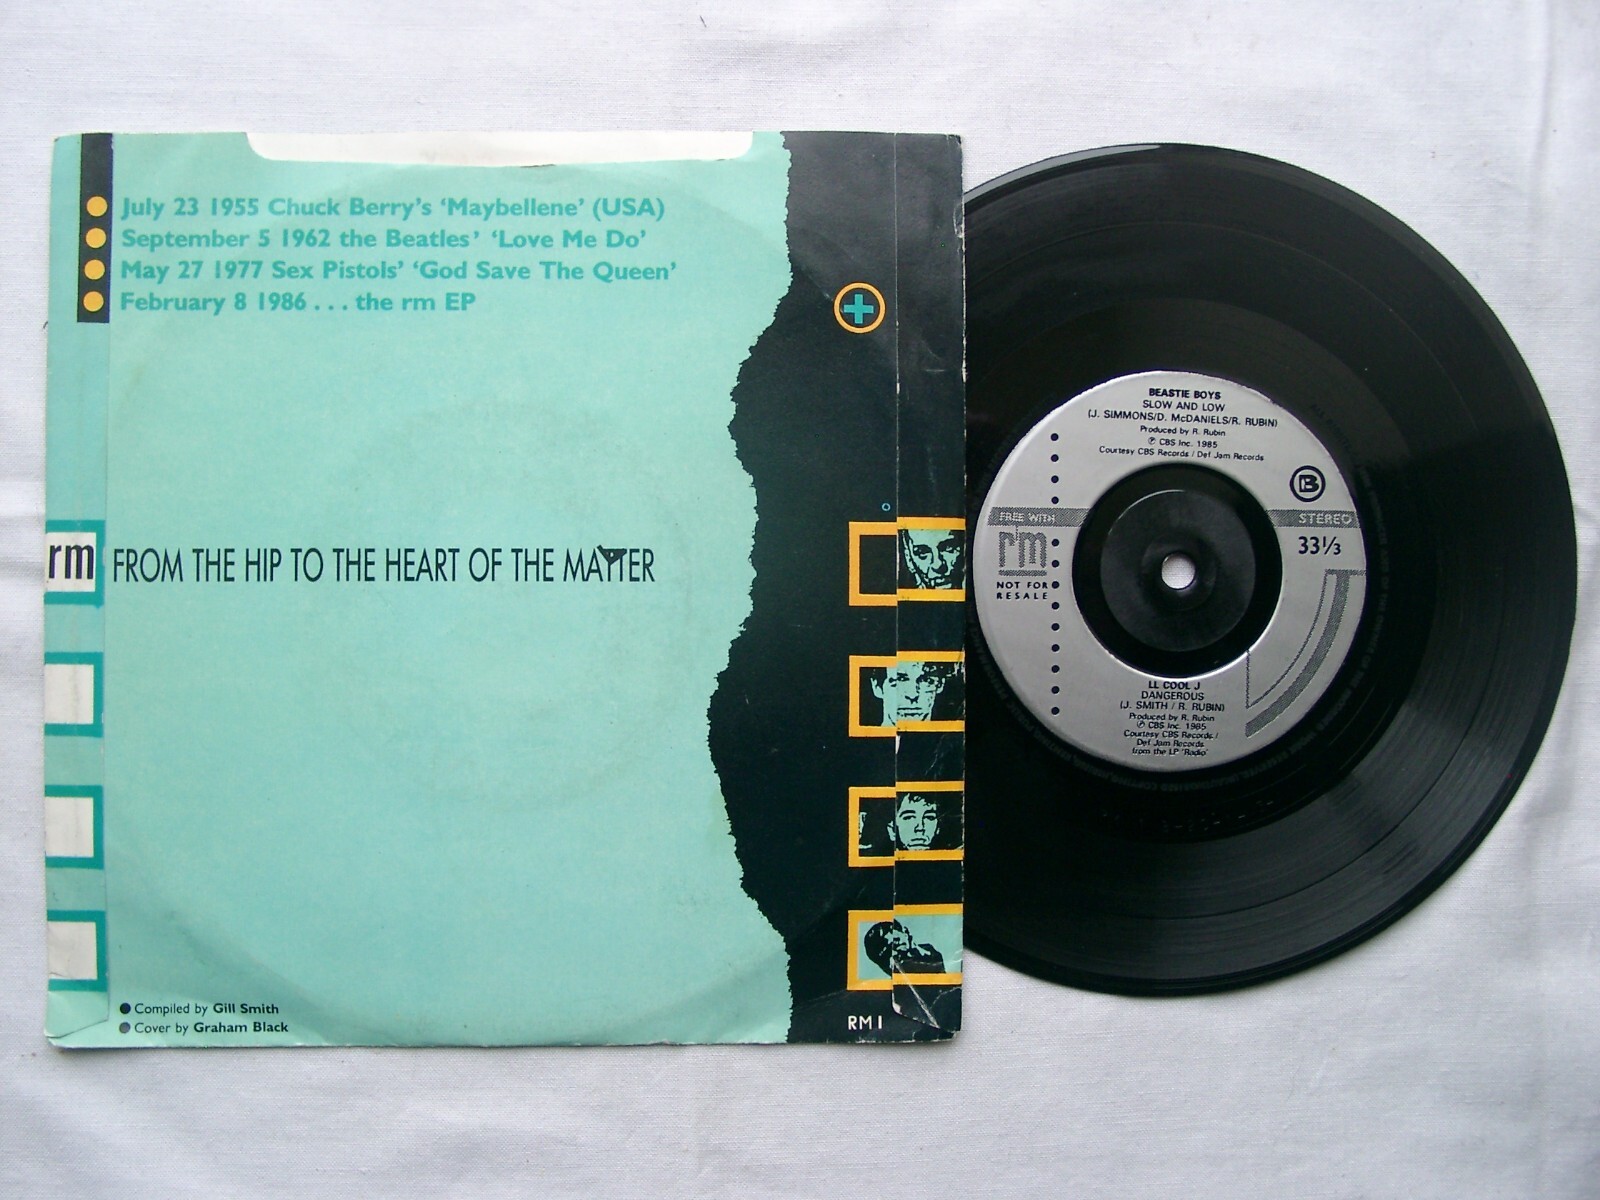 July 23 1955 Chuck Berry's 'Maybellene' (USA)
September 5 1962 the Beatles' 'Love Me Do'
May 27 1977 Sex Pistols' 'God Save The Queen'
February 8 1986 . . . the rm EP
rm FROM THE HIP TO THE HEART OF THE MATTER
Compiled by Gill Smith
Cover by Graham Black
RM 1
BEASTIE BOYS
SLOW AND LOW
(J. SIMMONS/D. McDANIELS/R. RUBIN)
Produced by R. Rubin
℗ CBS Inc. 1985
Courtesy CBS Records / Def Jam Records
B
FREE WITH
rm
NOT FOR
RESALE
STEREO
33⅓
LL COOL J
DANGEROUS
(J. SMITH / R. RUBIN)
Produced by R. Rubin
℗ CBS Inc. 1985
Courtesy CBS Records /
Def Jam Records
from the LP 'Radio'